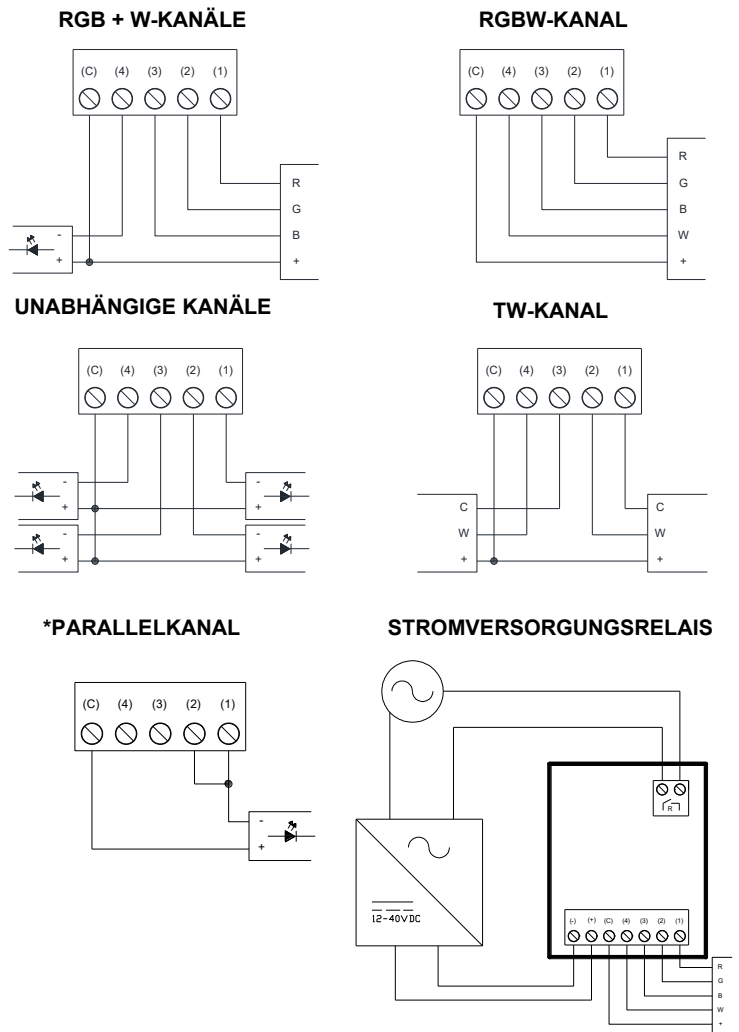 RGB + W-KANÄLE
(C) (4) (3) (2) (1)
R
G
B
+
-
+
RGBW-KANAL
(C) (4) (3) (2) (1)
R
G
B
W
+
UNABHÄNGIGE KANÄLE
(C) (4) (3) (2) (1)
- -
+ +
- -
+ +
TW-KANAL
(C) (4) (3) (2) (1)
C C
W W
+ +
*PARALLELKANAL
(C) (4) (3) (2) (1)
-
+
STROMVERSORGUNGSRELAIS
R
12-40VDC
(-) (+) (C) (4) (3) (2) (1)
R
G
B
W
+